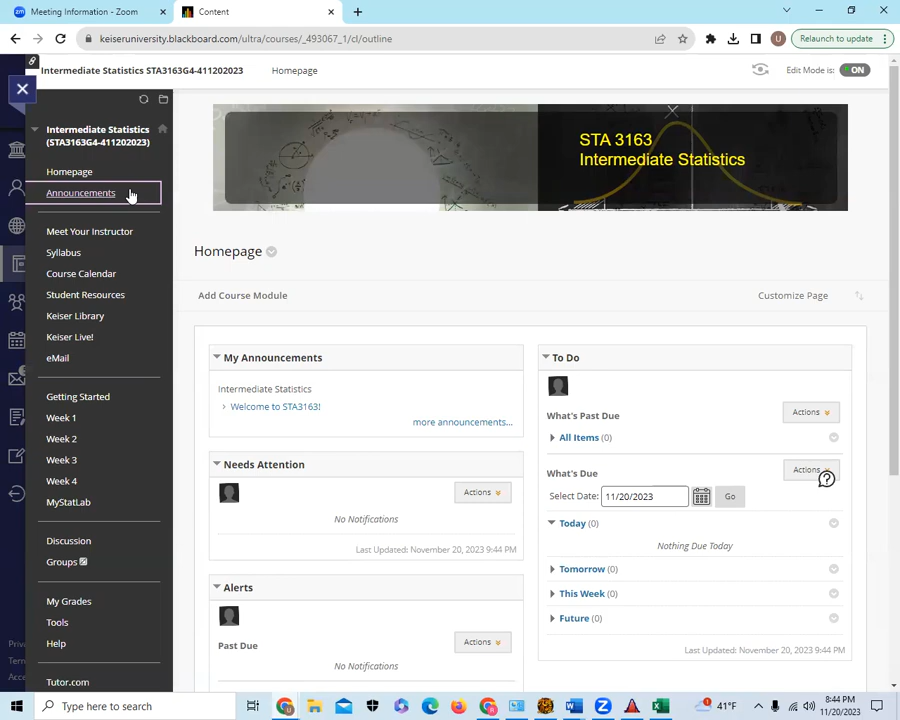 Meeting Information - Zoom
Content
keiseruniversity.blackboard.com/ultra/courses/_493067_1/cl/outline
U
Relaunch to update
Intermediate Statistics STA3163G4-411202023
Homepage
Edit Mode is: ON
Intermediate Statistics
(STA3163G4-411202023)
Homepage
Announcements
Meet Your Instructor
Syllabus
Course Calendar
Student Resources
Keiser Library
Keiser Live!
eMail
Getting Started
Week 1
Week 2
Week 3
Week 4
MyStatLab
Discussion
Groups
My Grades
Tools
Help
Tutor.com
Priv
Tern
Acce
STA 3163
Intermediate Statistics
Homepage
Add Course Module
Customize Page
My Announcements
Intermediate Statistics
Welcome to STA3163!
more announcements...
Needs Attention
Actions
No Notifications
Last Updated: November 20, 2023 9:44 PM
Alerts
Actions
Past Due
No Notifications
To Do
Actions
What's Past Due
All Items (0)
Actions
What's Due
Select Date: 11/20/2023 Go
Today (0)
Nothing Due Today
Tomorrow (0)
This Week (0)
Future (0)
Last Updated: November 20, 2023 9:44 PM
Type here to search
41°F
8:44 PM
11/20/2023